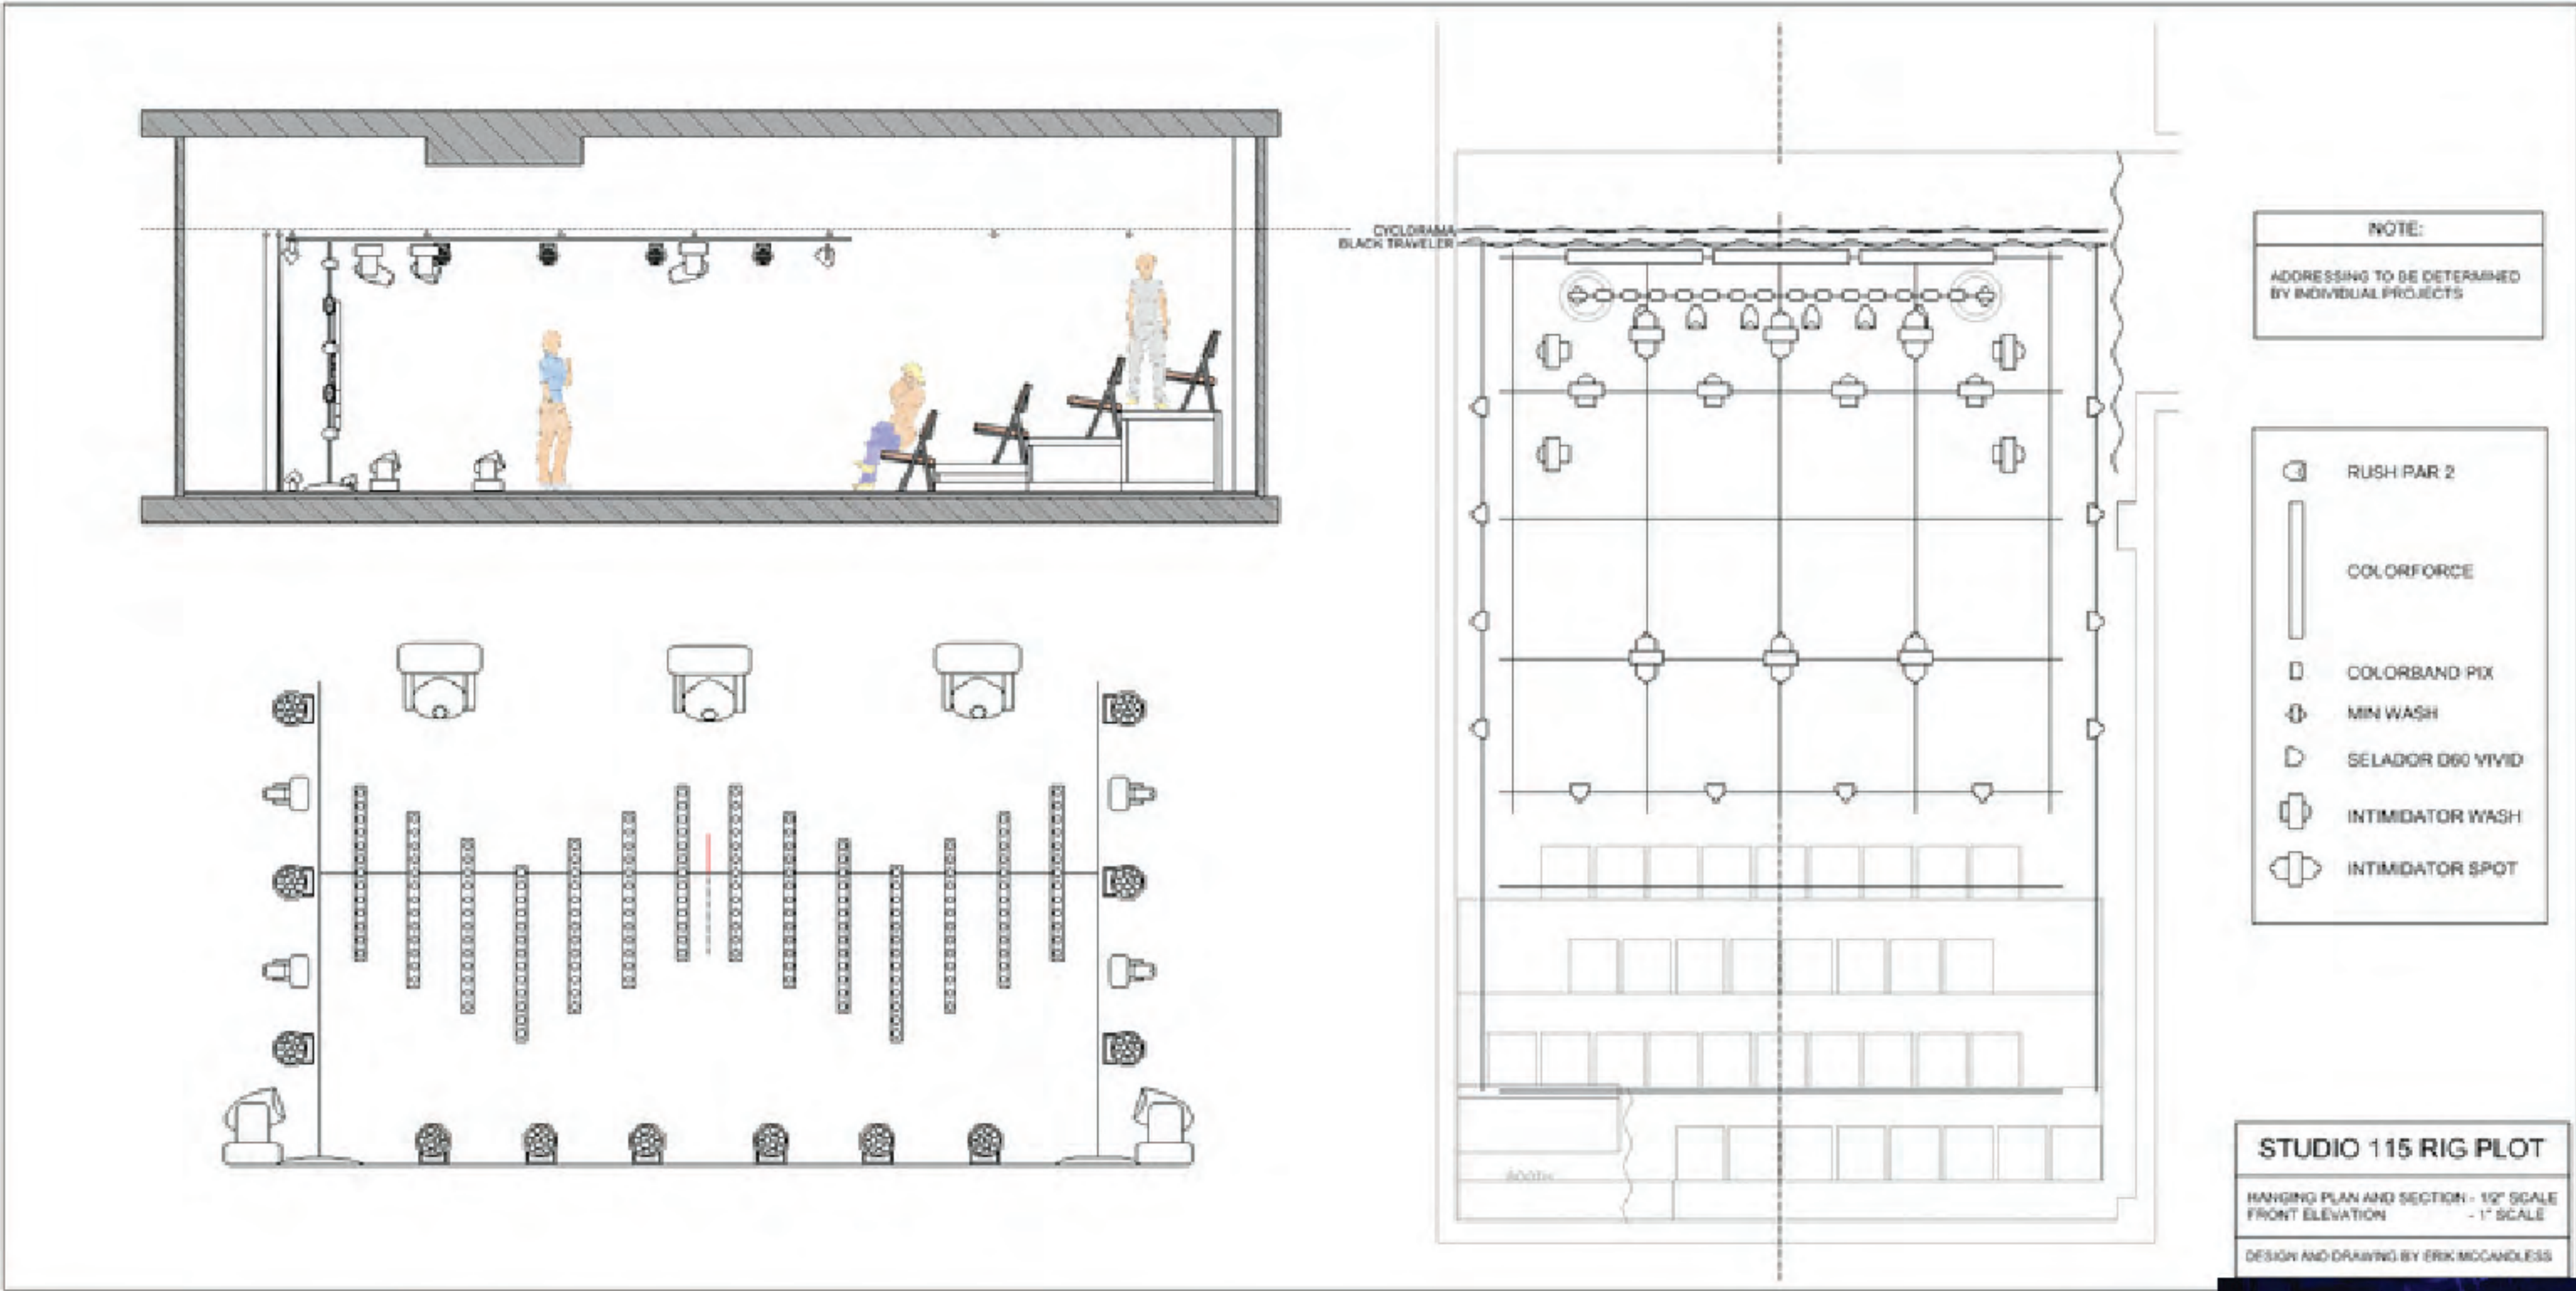 CYCLORAMA
BLACK TRAVELER
NOTE:
ADDRESSING TO BE DETERMINED
BY INDIVIDUAL PROJECTS
RUSH PAR 2
COLORFORCE
COLORBAND PIX
MIN WASH
SELADOR D60 VIVID
INTIMIDATOR WASH
INTIMIDATOR SPOT
BOOTH
STUDIO 115 RIG PLOT
HANGING PLAN AND SECTION - 1/2" SCALE
FRONT ELEVATION - 1" SCALE
DESIGN AND DRAWING BY ERIK MCCANDLESS